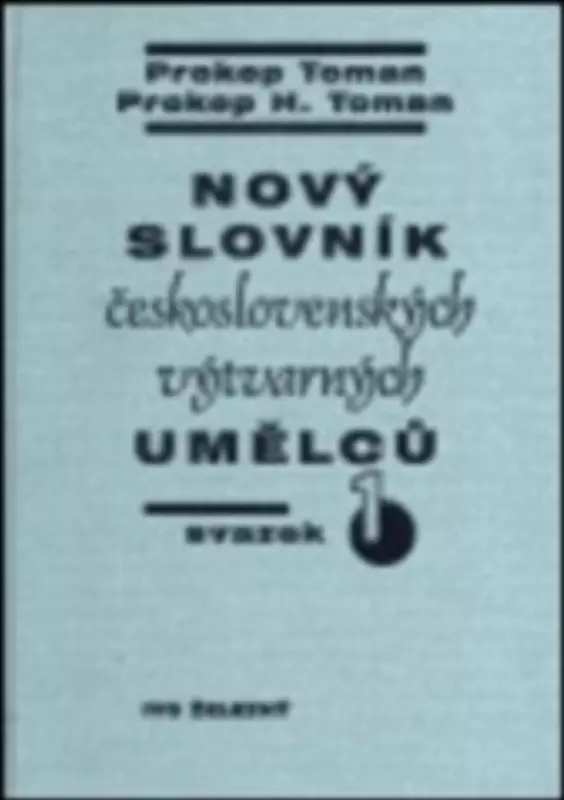 Prokop Toman
Prokop H. Toman
NOVÝ
SLOVNÍK
československých
výtvarných
UMĚLCŮ
svazek 1
IVO ŽELEZNÝ